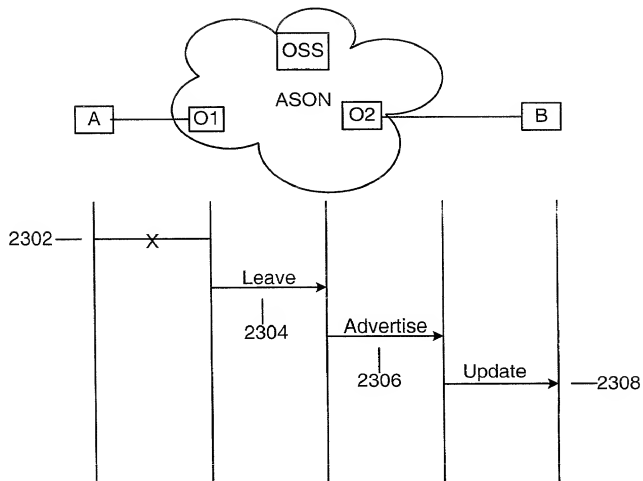 OSS
ASON
A
O1
O2
B
2302
X
Leave
2304
Advertise
2306
Update
2308